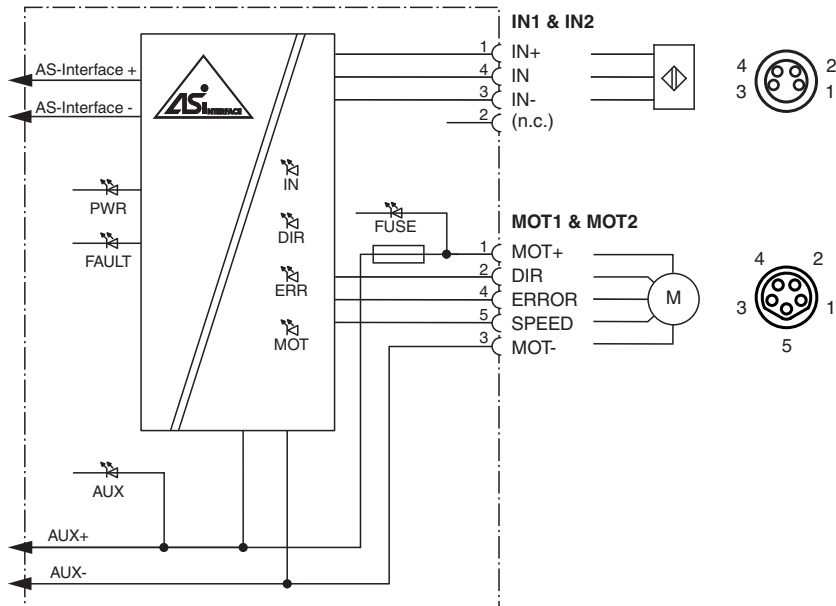 IN1 & IN2
1 IN+
4 IN
3 IN-
2 (n.c.)
4 2
3 1
AS-Interface +
AS-Interface -
ASi INTERFACE
PWR
FAULT
IN
DIR
ERR
MOT
FUSE
MOT1 & MOT2
1 MOT+
2 DIR
4 ERROR
5 SPEED
3 MOT-
M
4 2
3 1
5
AUX
AUX+
AUX-